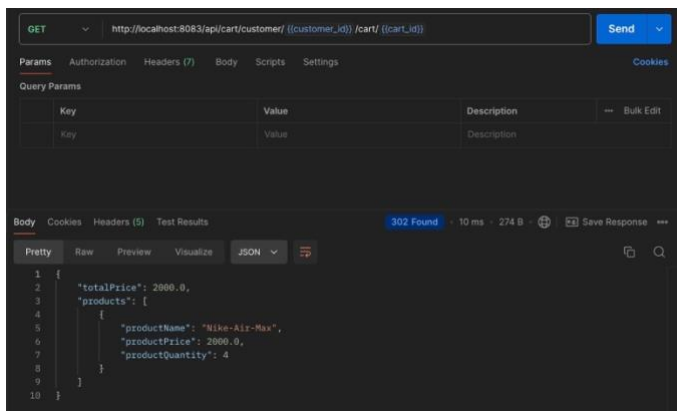 GET http://localhost:8083/api/cart/customer/ {{customer_id}} /cart/ {{cart_id}} Send
Params Authorization Headers (7) Body Scripts Settings Cookies
Query Params
Key Value Description ••• Bulk Edit
Key Value Description
Body Cookies Headers (5) Test Results 302 Found • 10 ms • 274 B • Save Response •••
Pretty Raw Preview Visualize JSON
1 {
2 "totalPrice": 2000.0,
3 "products": [
4 {
5 "productName": "Nike-Air-Max",
6 "productPrice": 2000.0,
7 "productQuantity": 4
8 }
9 ]
10 }